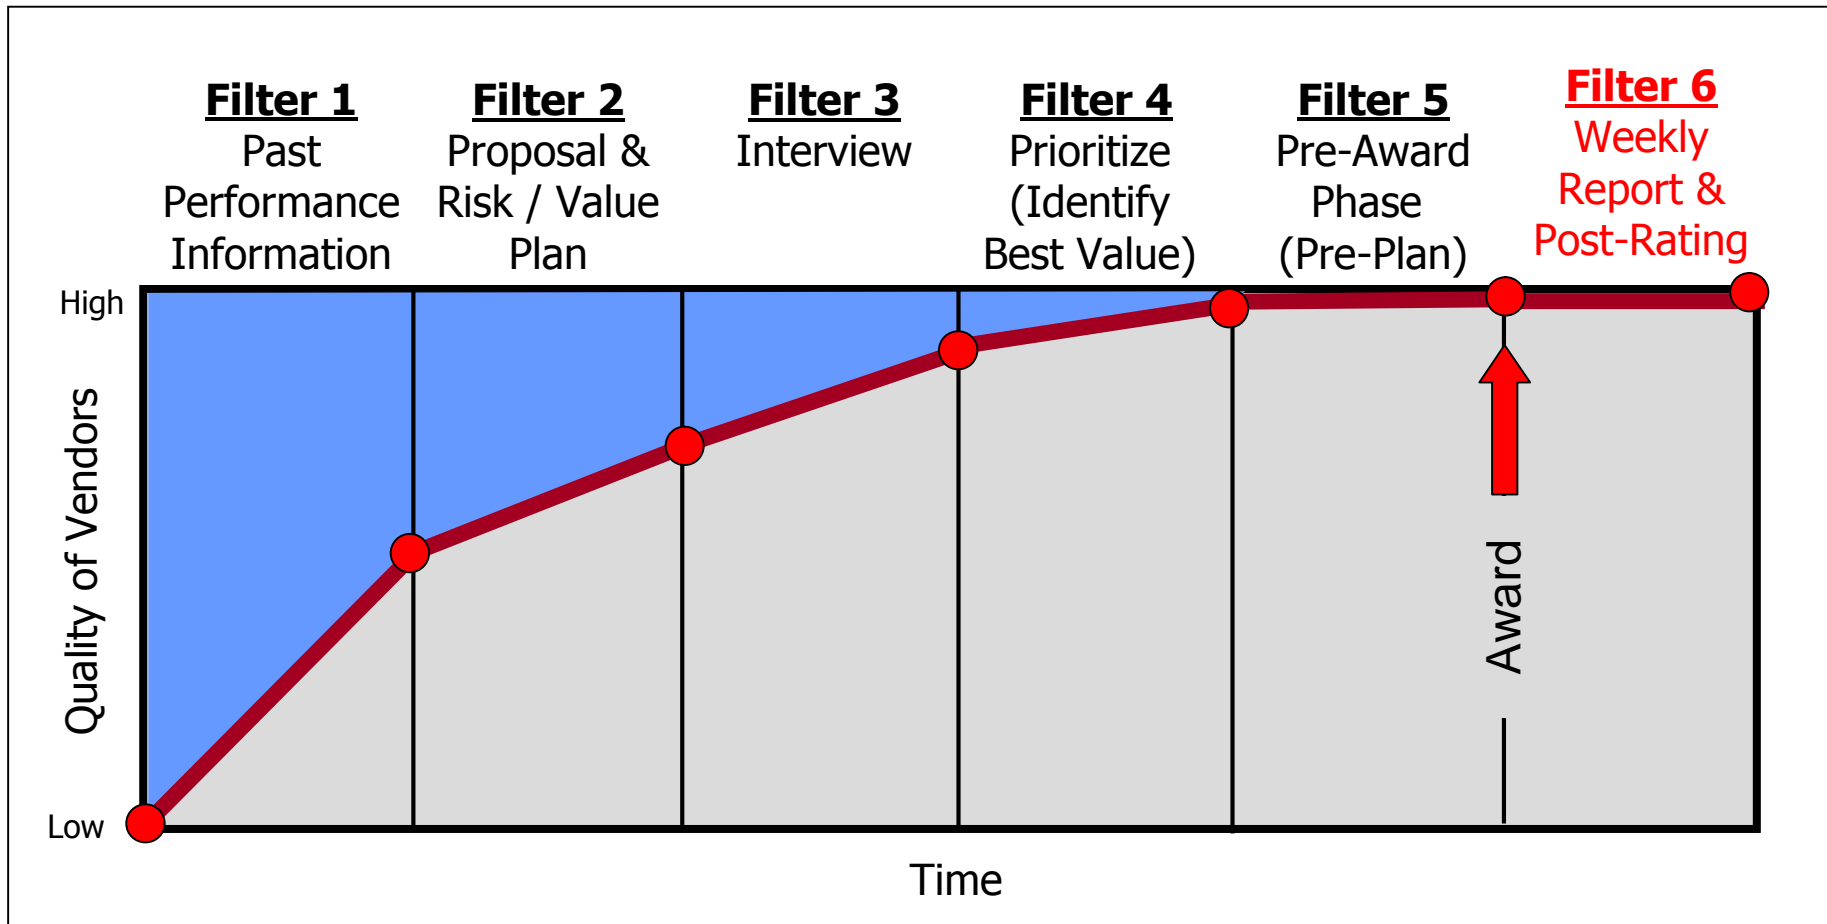 Filter 1
Past
Performance
Information
Filter 2
Proposal &
Risk / Value
Plan
Filter 3
Interview
Filter 4
Prioritize
(Identify
Best Value)
Filter 5
Pre-Award
Phase
(Pre-Plan)
Filter 6
Weekly
Report &
Post-Rating
High
Quality of Vendors
Low
Award
Time